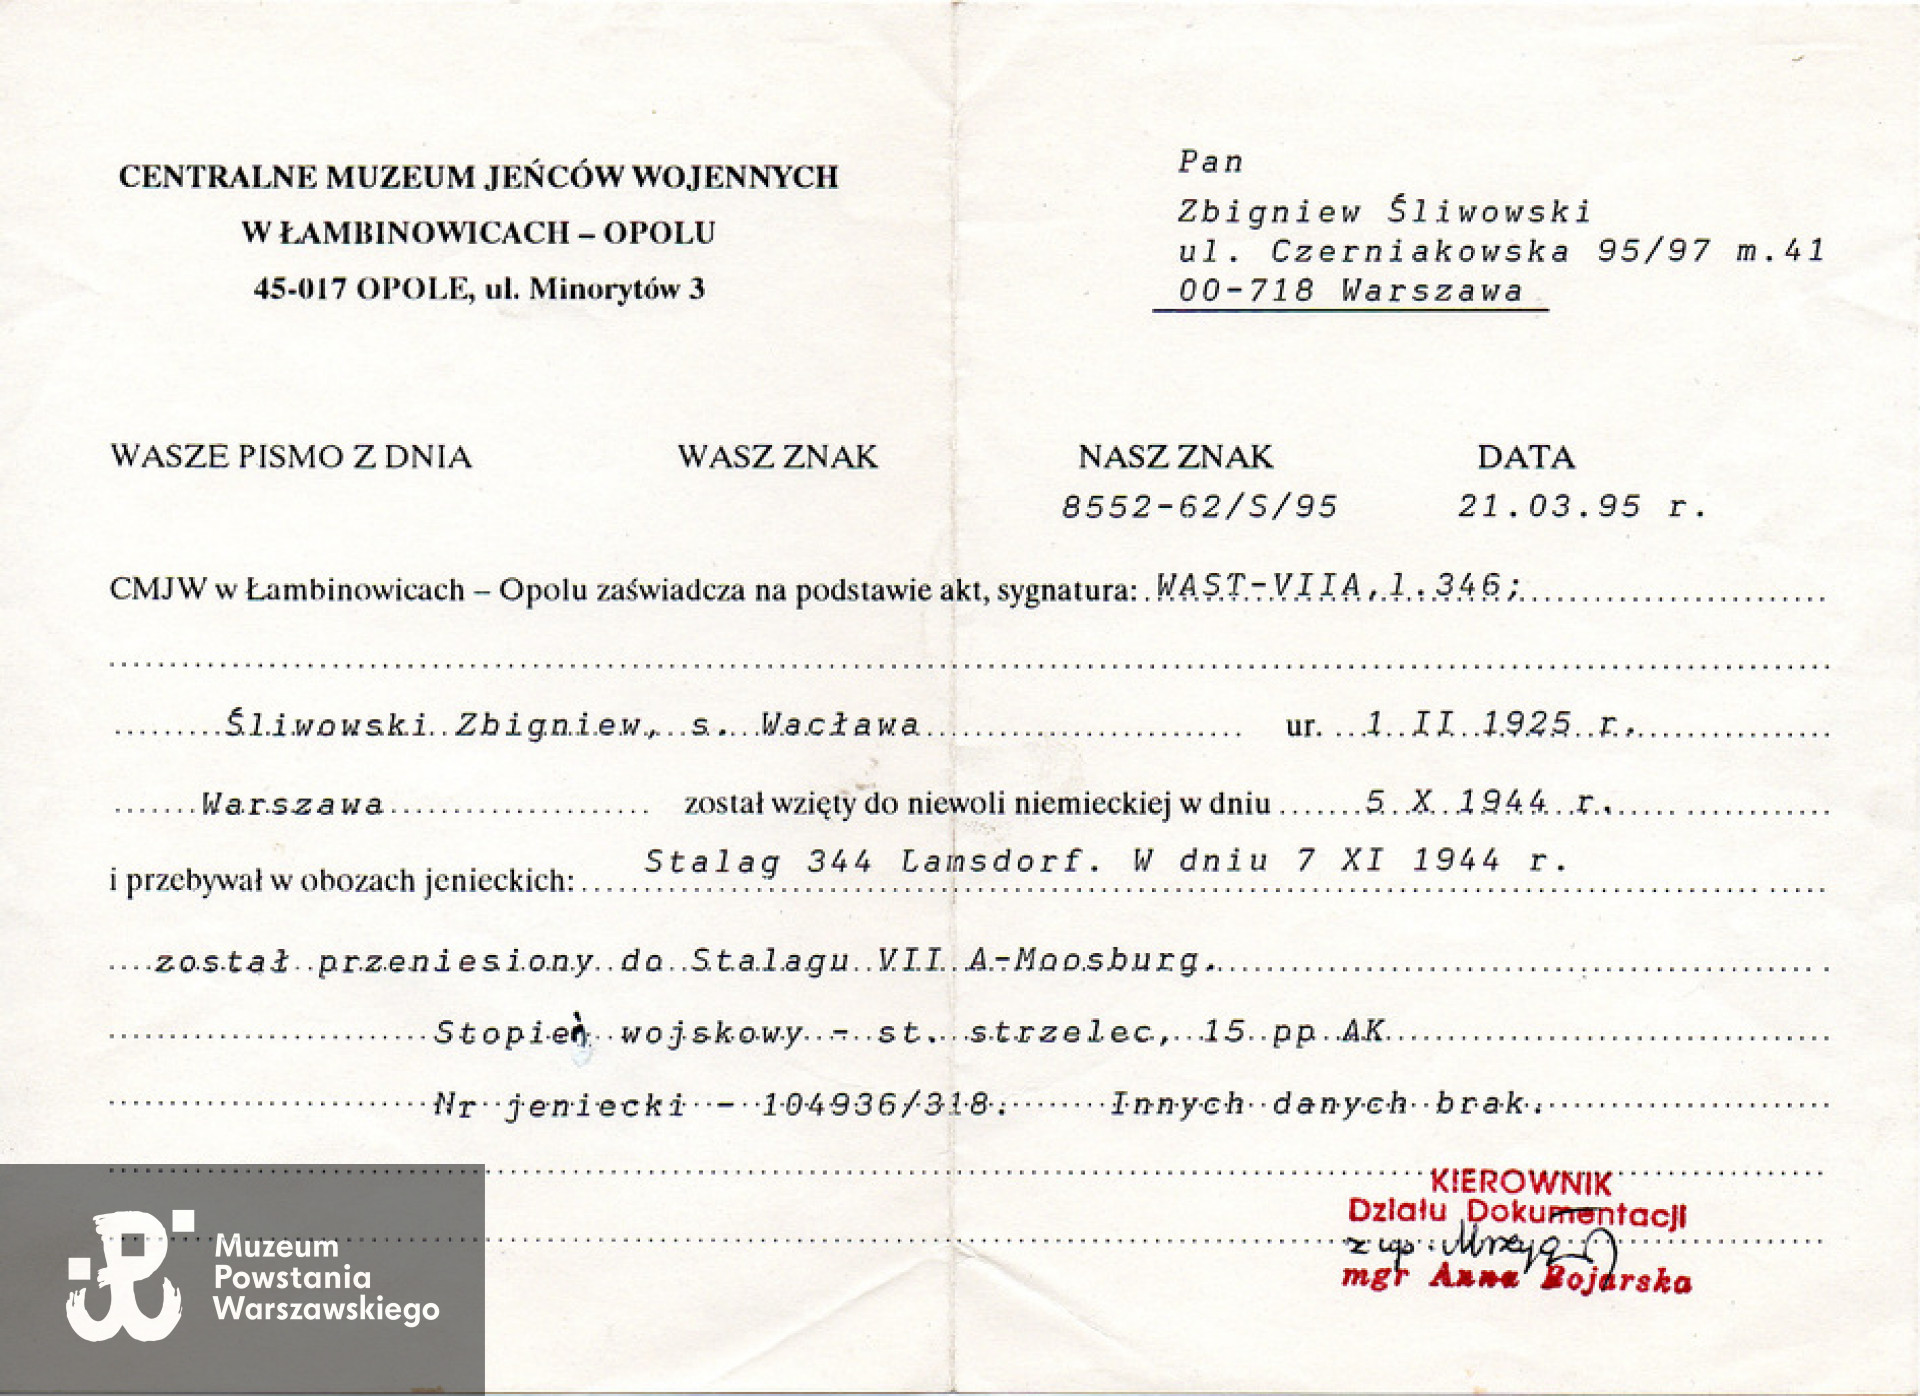 CENTRALNE MUZEUM JEŃCÓW WOJENNYCH
W ŁAMBINOWICACH – OPOLU
45-017 OPOLE, ul. Minorytów 3
Pan
Zbigniew Śliwowski
ul. Czerniakowska 95/97 m.41
00-718 Warszawa
WASZE PISMO Z DNIA WASZ ZNAK NASZ ZNAK DATA
8552-62/S/95 21.03.95 r.
CMJW w Łambinowicach – Opolu zaświadcza na podstawie akt, sygnatura: WAST-VIIA,1.346;
Śliwowski Zbigniew, s. Wacława ur. 1 II 1925 r.
Warszawa został wzięty do niewoli niemieckiej w dniu 5 X 1944 r.
i przebywał w obozach jenieckich: Stalag 344 Lamsdorf. W dniu 7 XI 1944 r.
został przeniesiony do Stalagu VII A-Moosburg.
Stopień wojskowy - st. strzelec, 15 pp AK
Nr jeniecki - 104936/318. Innych danych brak.
KIEROWNIK
Działu Dokumentacji
z up.
mgr Anna Bojarska
Muzeum
Powstania
Warszawskiego